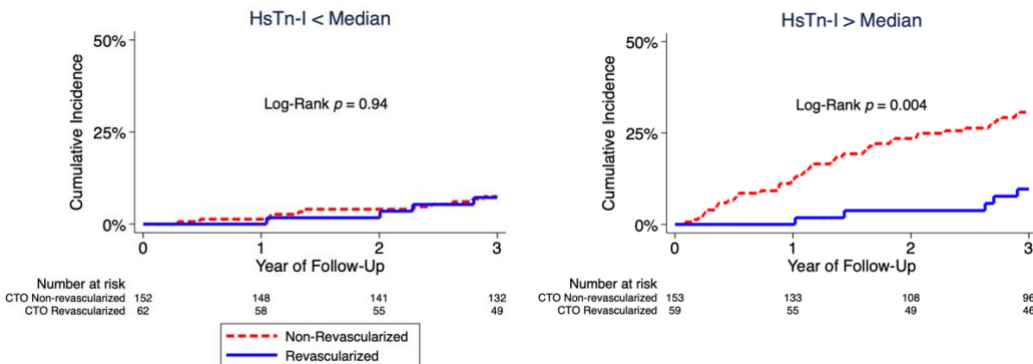 HsTn-I < Median
50%
25%
0%
Cumulative Incidence
Log-Rank p = 0.94
0 1 2 3
Year of Follow-Up
Number at risk
CTO Non-revascularized 152 148 141 132
CTO Revascularized 62 58 55 49
HsTn-I > Median
50%
25%
0%
Cumulative Incidence
Log-Rank p = 0.004
0 1 2 3
Year of Follow-Up
Number at risk
CTO Non-revascularized 153 133 108 96
CTO Revascularized 59 55 49 46
Non-Revascularized
Revascularized